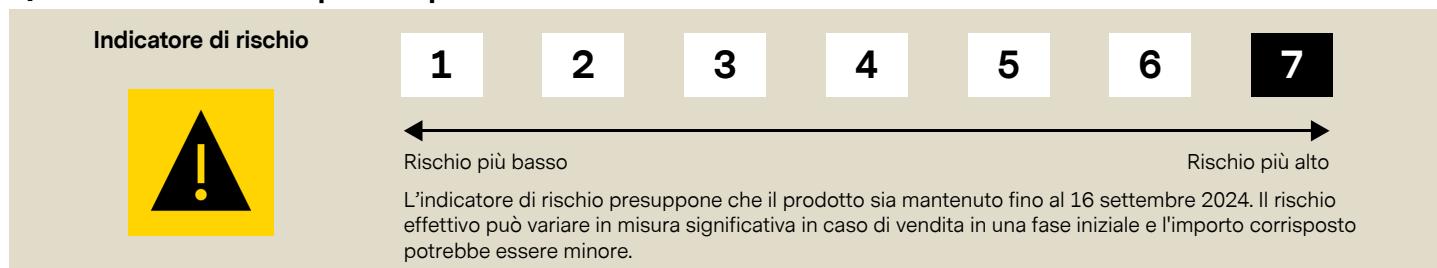 Indicatore di rischio
1 2 3 4 5 6 7
Rischio più basso Rischio più alto
L'indicatore di rischio presuppone che il prodotto sia mantenuto fino al 16 settembre 2024. Il rischio
effettivo può variare in misura significativa in caso di vendita in una fase iniziale e l'importo corrisposto
potrebbe essere minore.